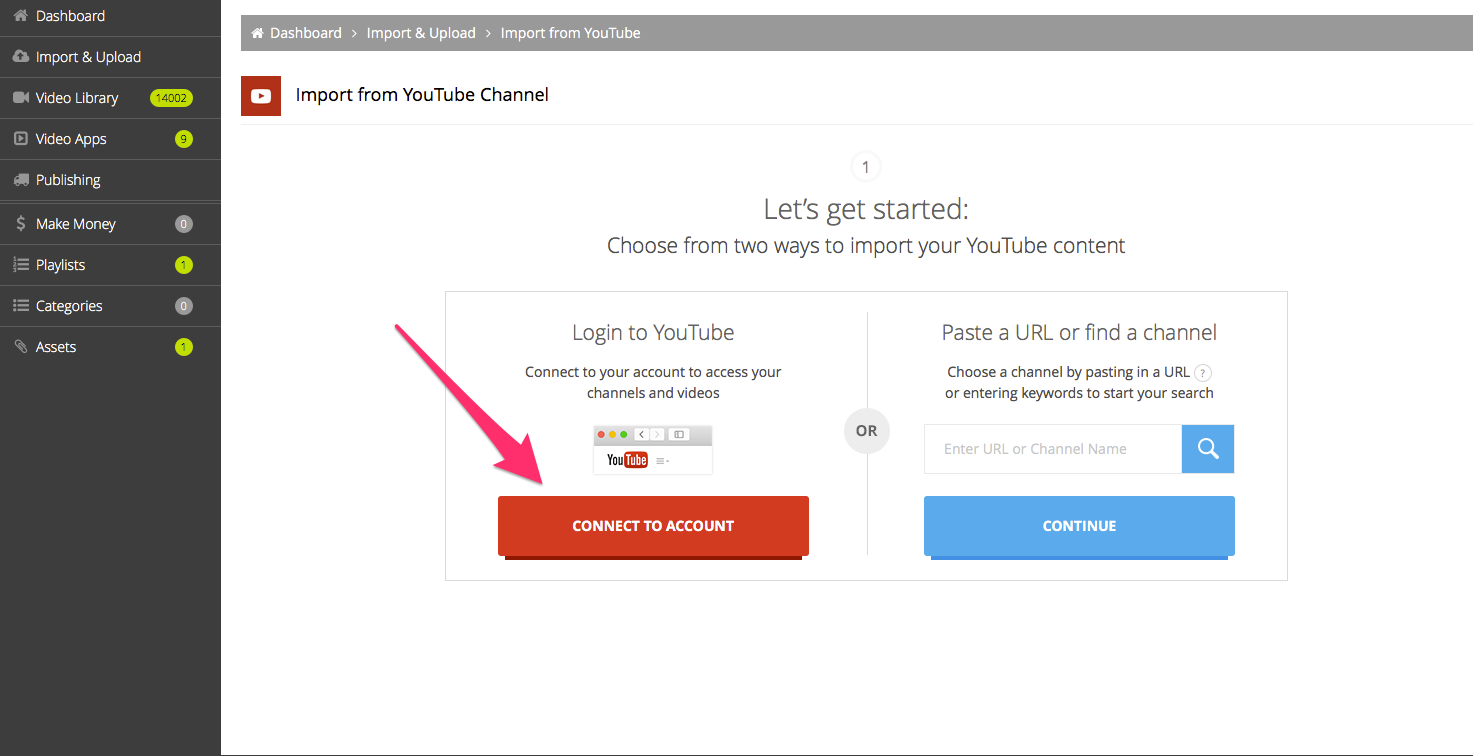 Dashboard
Import & Upload
Video Library 14002
Video Apps 9
Publishing
Make Money 0
Playlists 1
Categories 0
Assets 1
Dashboard > Import & Upload > Import from YouTube
Import from YouTube Channel
1
Let’s get started:
Choose from two ways to import your YouTube content
Login to YouTube
Connect to your account to access your
channels and videos
YouTube
CONNECT TO ACCOUNT
OR
Paste a URL or find a channel
Choose a channel by pasting in a URL ?
or entering keywords to start your search
Enter URL or Channel Name
CONTINUE